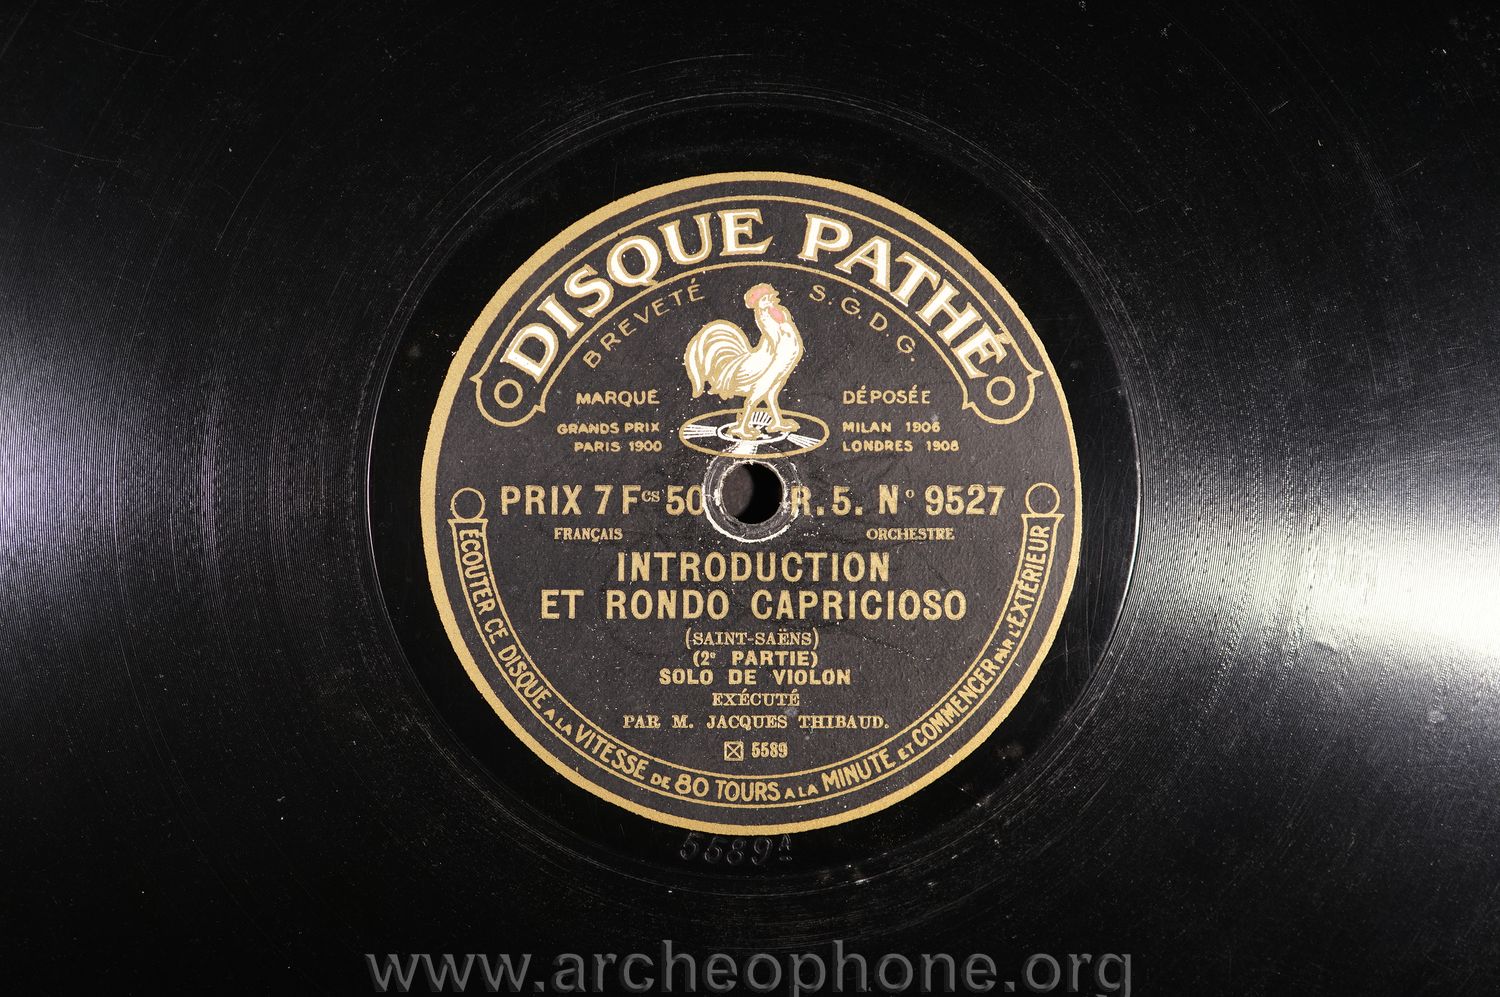 DISQUE PATHÉ
BREVETÉ S.G.D.G.
MARQUE DÉPOSÉE
GRANDS PRIX MILAN 1906
PARIS 1900 LONDRES 1908
PRIX 7 Fcs 50 R. 5. No 9527
FRANÇAIS ORCHESTRE
INTRODUCTION
ET RONDO CAPRICIOSO
(SAINT-SAËNS)
(2e PARTIE)
SOLO DE VIOLON
EXÉCUTÉ
PAR M. JACQUES THIBAUD.
5589
ÉCOUTER CE DISQUE A LA VITESSE DE 80 TOURS A LA MINUTE ET COMMENCER PAR L'EXTÉRIEUR
5589 A
www.archeophone.org